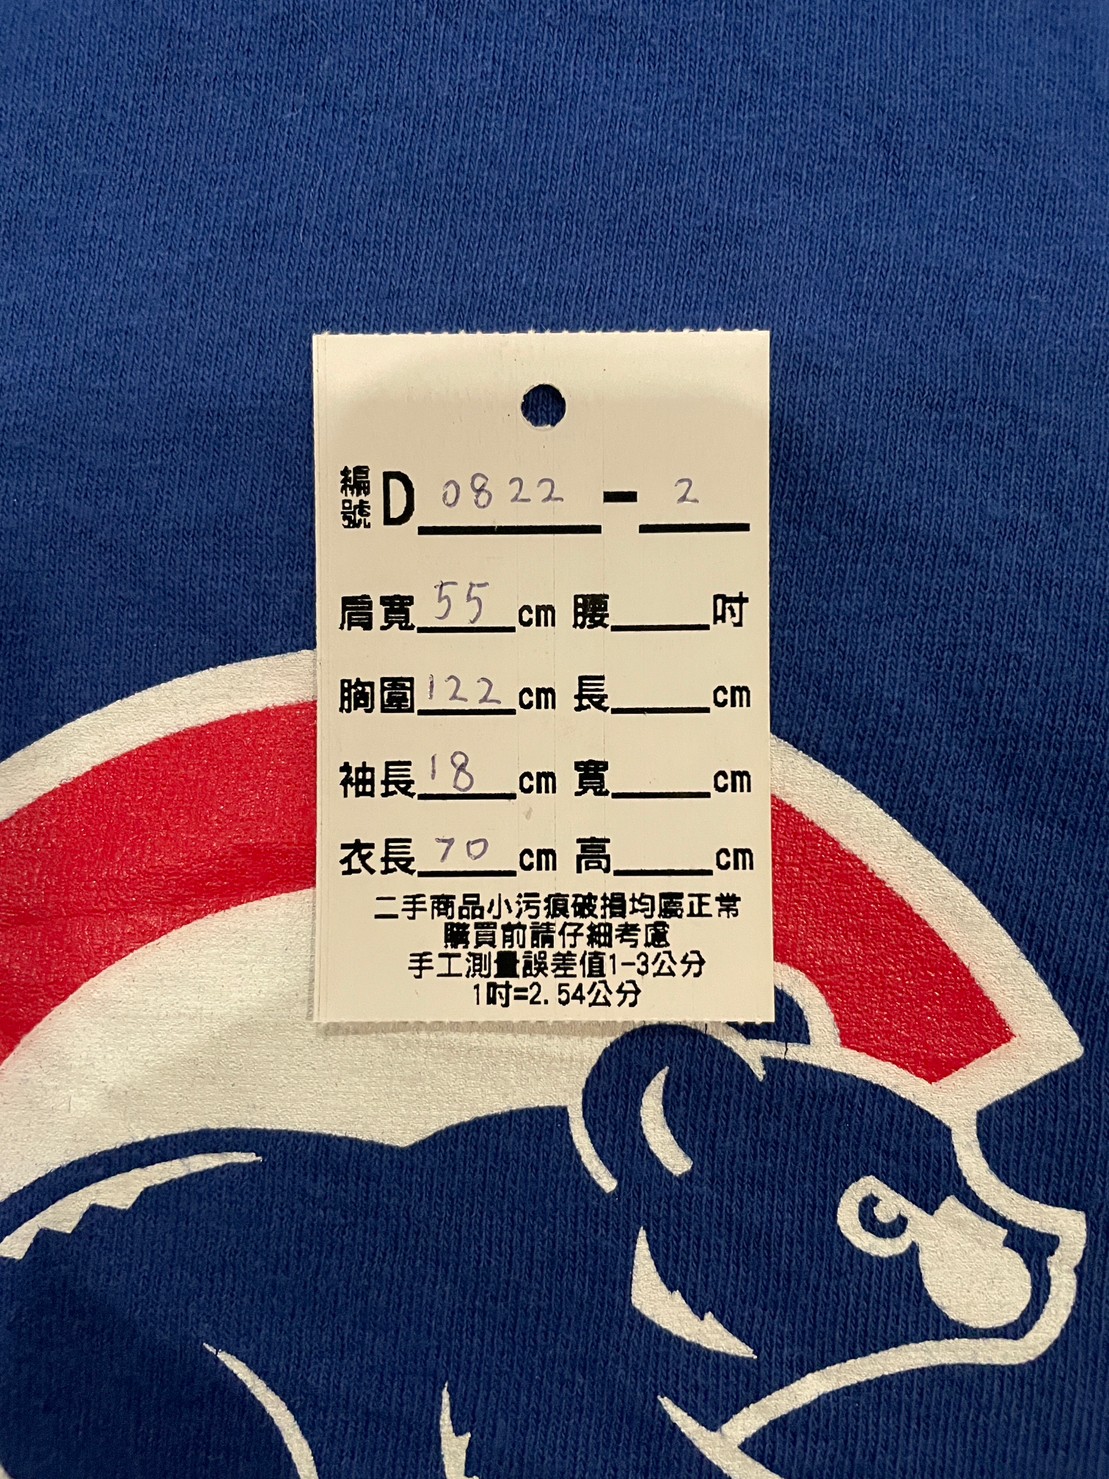 編號D 0822 - 2
肩寬 55 cm 腰 吋
胸圍 122 cm 長 cm
袖長 18 cm 寬 cm
衣長 70 cm 高 cm
二手商品小污痕破損均屬正常
購買前請仔細考慮
手工測量誤差值1-3公分
1吋=2.54公分